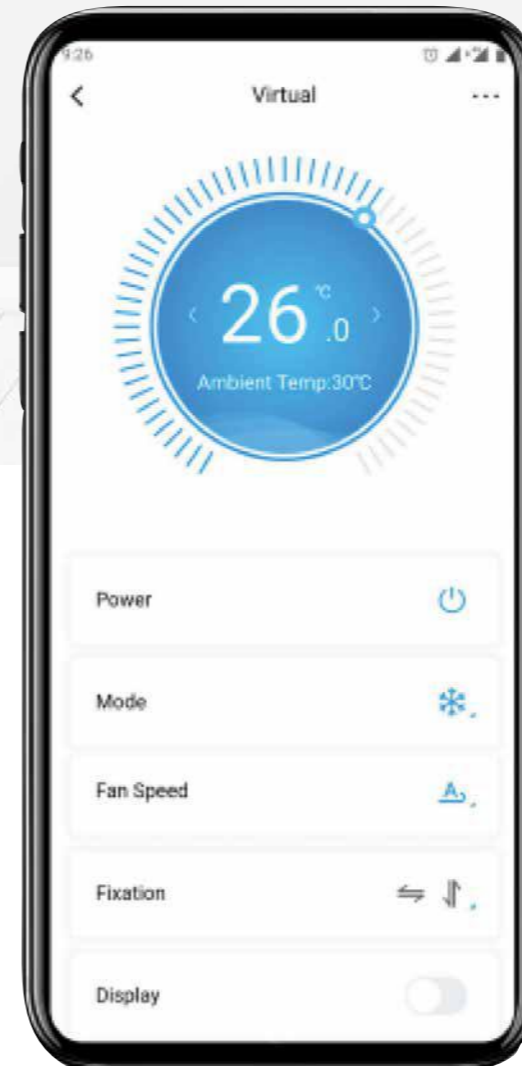 9:26
Virtual
26.0 ℃
Ambient Temp:30℃
Power
Mode
Fan Speed
A
Fixation
Display